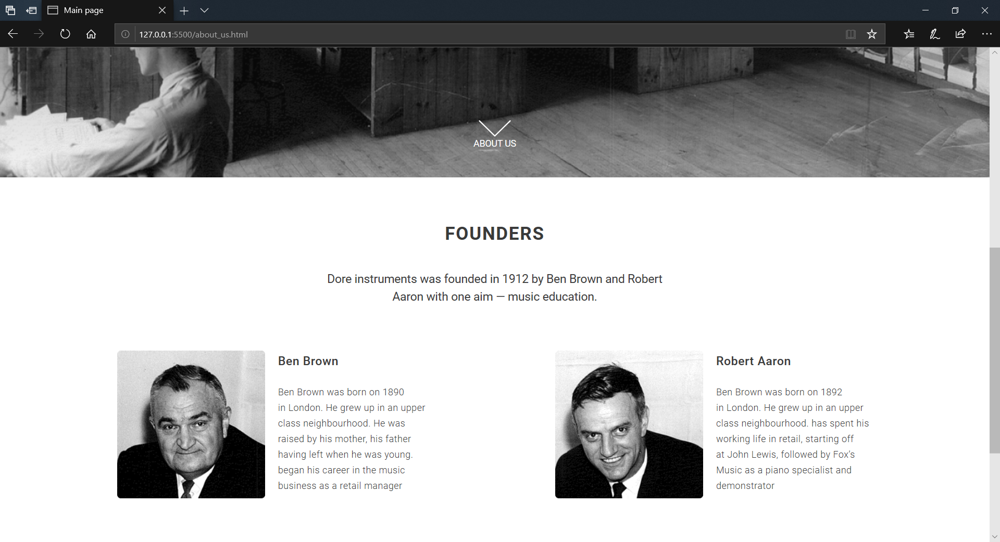 Main page
127.0.0.1:5500/about_us.html
ABOUT US
FOUNDERS
Dore instruments was founded in 1912 by Ben Brown and Robert
Aaron with one aim — music education.
Ben Brown
Ben Brown was born on 1890
in London. He grew up in an upper
class neighbourhood. He was
raised by his mother, his father
having left when he was young.
began his career in the music
business as a retail manager
Robert Aaron
Ben Brown was born on 1892
in London. He grew up in an upper
class neighbourhood. has spent his
working life in retail, starting off
at John Lewis, followed by Fox’s
Music as a piano specialist and
demonstrator